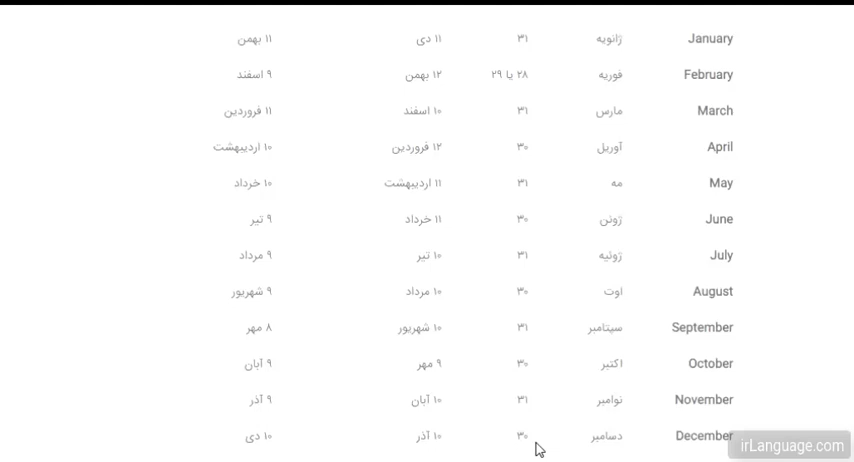 January ژانویه ۳۱ ۱۱ دی ۱۱ بهمن
February فوریه ۲۸ یا ۲۹ ۱۲ بهمن ۹ اسفند
March مارس ۳۱ ۱۰ اسفند ۱۱ فروردین
April آوریل ۳۰ ۱۲ فروردین ۱۰ اردیبهشت
May مه ۳۱ ۱۱ اردیبهشت ۱۰ خرداد
June ژوئن ۳۰ ۱۱ خرداد ۹ تیر
July ژوئیه ۳۱ ۱۰ تیر ۹ مرداد
August اوت ۳۰ ۱۰ مرداد ۹ شهریور
September سپتامبر ۳۱ ۱۰ شهریور ۸ مهر
October اکتبر ۳۰ ۹ مهر ۹ آبان
November نوامبر ۳۱ ۱۰ آبان ۹ آذر
December دسامبر ۳۰ ۱۰ آذر ۱۰ دی
irLanguage.com